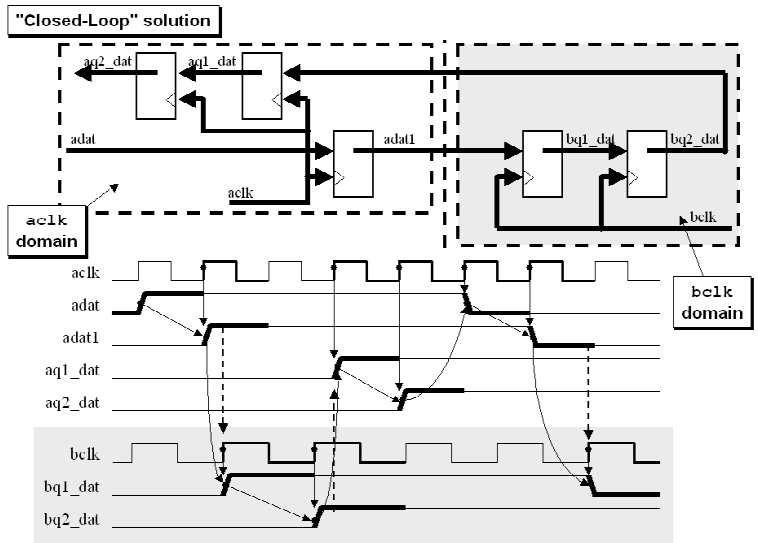 "Closed-Loop" solution
aq2_dat
aq1_dat
adat
adat1
bq1_dat
bq2_dat
aclk
bclk
aclk
domain
bclk
domain
aclk
adat
adat1
aq1_dat
aq2_dat
bclk
bq1_dat
bq2_dat